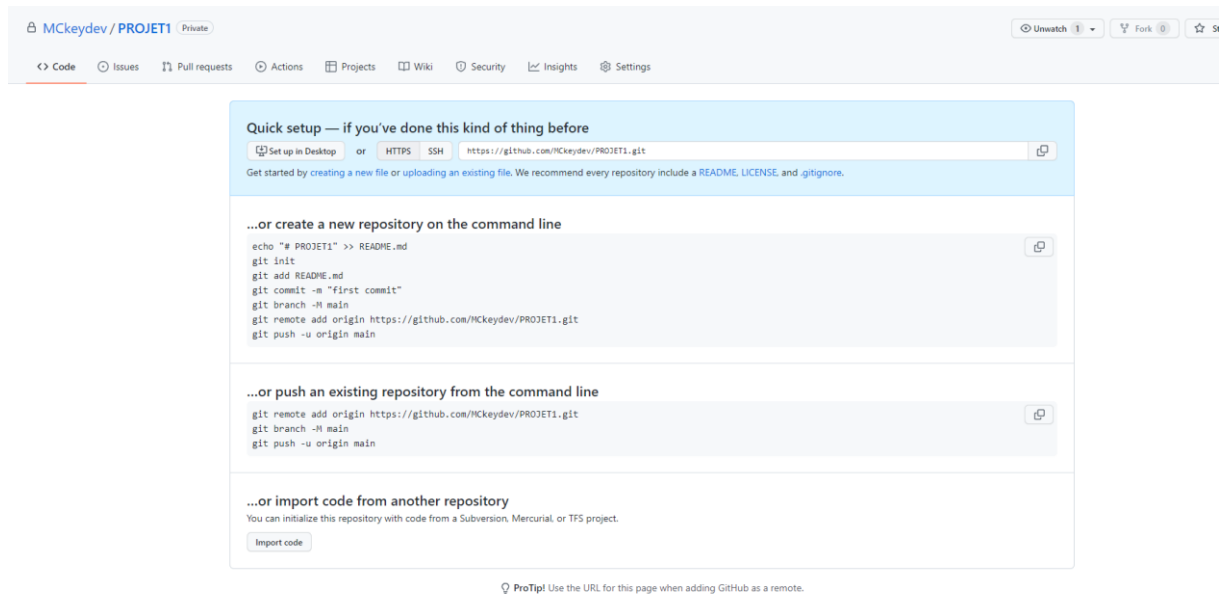 MCkeydev / PROJET1 Private
Unwatch 1 Fork 0
<> Code Issues Pull requests Actions Projects Wiki Security Insights Settings
Quick setup — if you've done this kind of thing before
Set up in Desktop or HTTPS SSH https://github.com/MCkeydev/PROJET1.git
Get started by creating a new file or uploading an existing file. We recommend every repository include a README, LICENSE, and .gitignore.
...or create a new repository on the command line
echo "# PROJET1" >> README.md
git init
git add README.md
git commit -m "first commit"
git branch -M main
git remote add origin https://github.com/MCkeydev/PROJET1.git
git push -u origin main
...or push an existing repository from the command line
git remote add origin https://github.com/MCkeydev/PROJET1.git
git branch -M main
git push -u origin main
...or import code from another repository
You can initialize this repository with code from a Subversion, Mercurial, or TFS project.
Import code
ProTip! Use the URL for this page when adding GitHub as a remote.